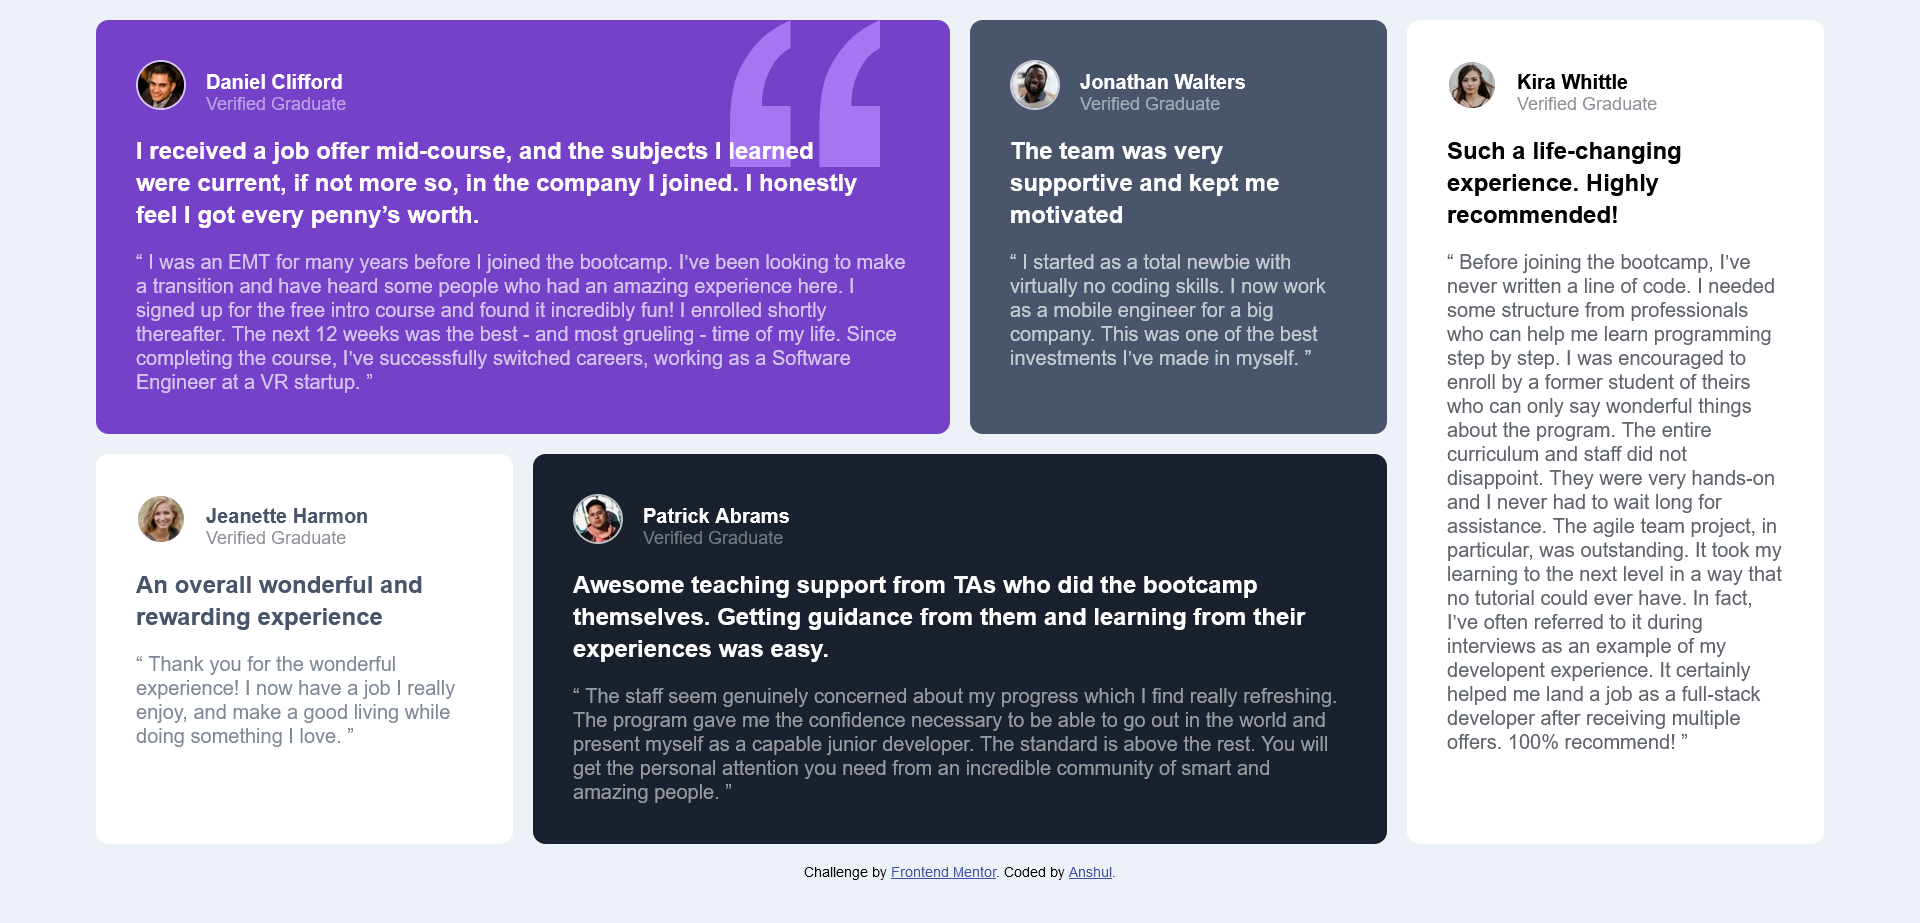 Daniel Clifford
Verified Graduate
I received a job offer mid-course, and the subjects I learned
were current, if not more so, in the company I joined. I honestly
feel I got every penny’s worth.
“ I was an EMT for many years before I joined the bootcamp. I’ve been looking to make
a transition and have heard some people who had an amazing experience here. I
signed up for the free intro course and found it incredibly fun! I enrolled shortly
thereafter. The next 12 weeks was the best - and most grueling - time of my life. Since
completing the course, I’ve successfully switched careers, working as a Software
Engineer at a VR startup. ”
Jonathan Walters
Verified Graduate
The team was very
supportive and kept me
motivated
“ I started as a total newbie with
virtually no coding skills. I now work
as a mobile engineer for a big
company. This was one of the best
investments I’ve made in myself. ”
Kira Whittle
Verified Graduate
Such a life-changing
experience. Highly
recommended!
“ Before joining the bootcamp, I’ve
never written a line of code. I needed
some structure from professionals
who can help me learn programming
step by step. I was encouraged to
enroll by a former student of theirs
who can only say wonderful things
about the program. The entire
curriculum and staff did not
disappoint. They were very hands-on
and I never had to wait long for
assistance. The agile team project, in
particular, was outstanding. It took my
learning to the next level in a way that
no tutorial could ever have. In fact,
I’ve often referred to it during
interviews as an example of my
developent experience. It certainly
helped me land a job as a full-stack
developer after receiving multiple
offers. 100% recommend! ”
Jeanette Harmon
Verified Graduate
An overall wonderful and
rewarding experience
“ Thank you for the wonderful
experience! I now have a job I really
enjoy, and make a good living while
doing something I love. ”
Patrick Abrams
Verified Graduate
Awesome teaching support from TAs who did the bootcamp
themselves. Getting guidance from them and learning from their
experiences was easy.
“ The staff seem genuinely concerned about my progress which I find really refreshing.
The program gave me the confidence necessary to be able to go out in the world and
present myself as a capable junior developer. The standard is above the rest. You will
get the personal attention you need from an incredible community of smart and
amazing people. ”
Challenge by Frontend Mentor. Coded by Anshul.